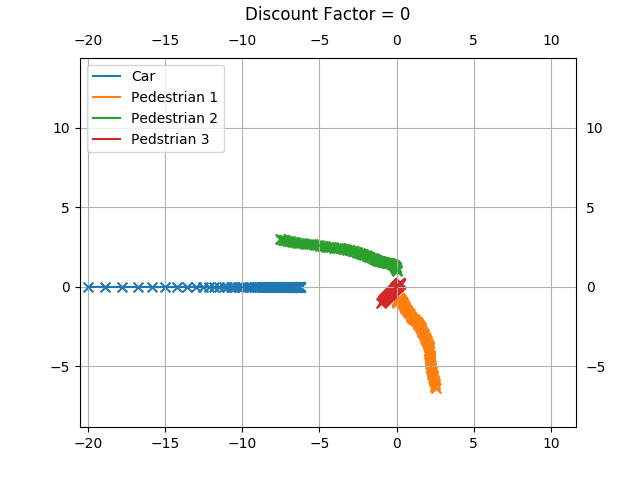 Discount Factor = 0
−20 −15 −10 −5 0 5 10
Car
Pedestrian 1
Pedestrian 2
Pedstrian 3
10 10
5 5
0 0
−5 −5
−20 −15 −10 −5 0 5 10